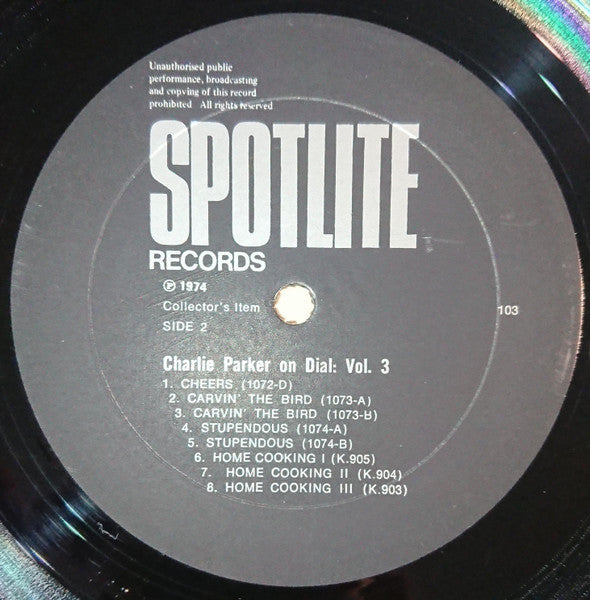 Unauthorised public
performance, broadcasting
and copying of this record
prohibited All rights reserved
SPOTLITE
RECORDS
℗ 1974
Collector's Item
SIDE 2
103
Charlie Parker on Dial: Vol. 3
1. CHEERS (1072-D)
2. CARVIN' THE BIRD (1073-A)
3. CARVIN' THE BIRD (1073-B)
4. STUPENDOUS (1074-A)
5. STUPENDOUS (1074-B)
6. HOME COOKING I (K.905)
7. HOME COOKING II (K.904)
8. HOME COOKING III (K.903)